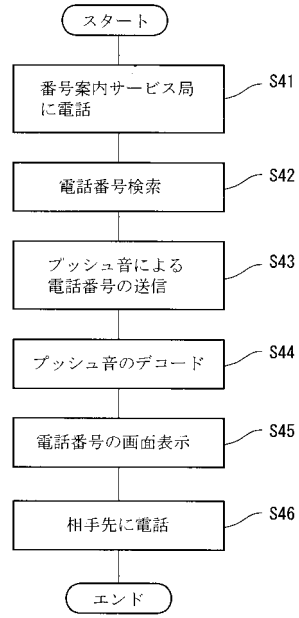 スタート
番号案内サービス局
に電話
S41
電話番号検索
S42
プッシュ音による
電話番号の送信
S43
プッシュ音のデコード
S44
電話番号の画面表示
S45
相手先に電話
S46
エンド